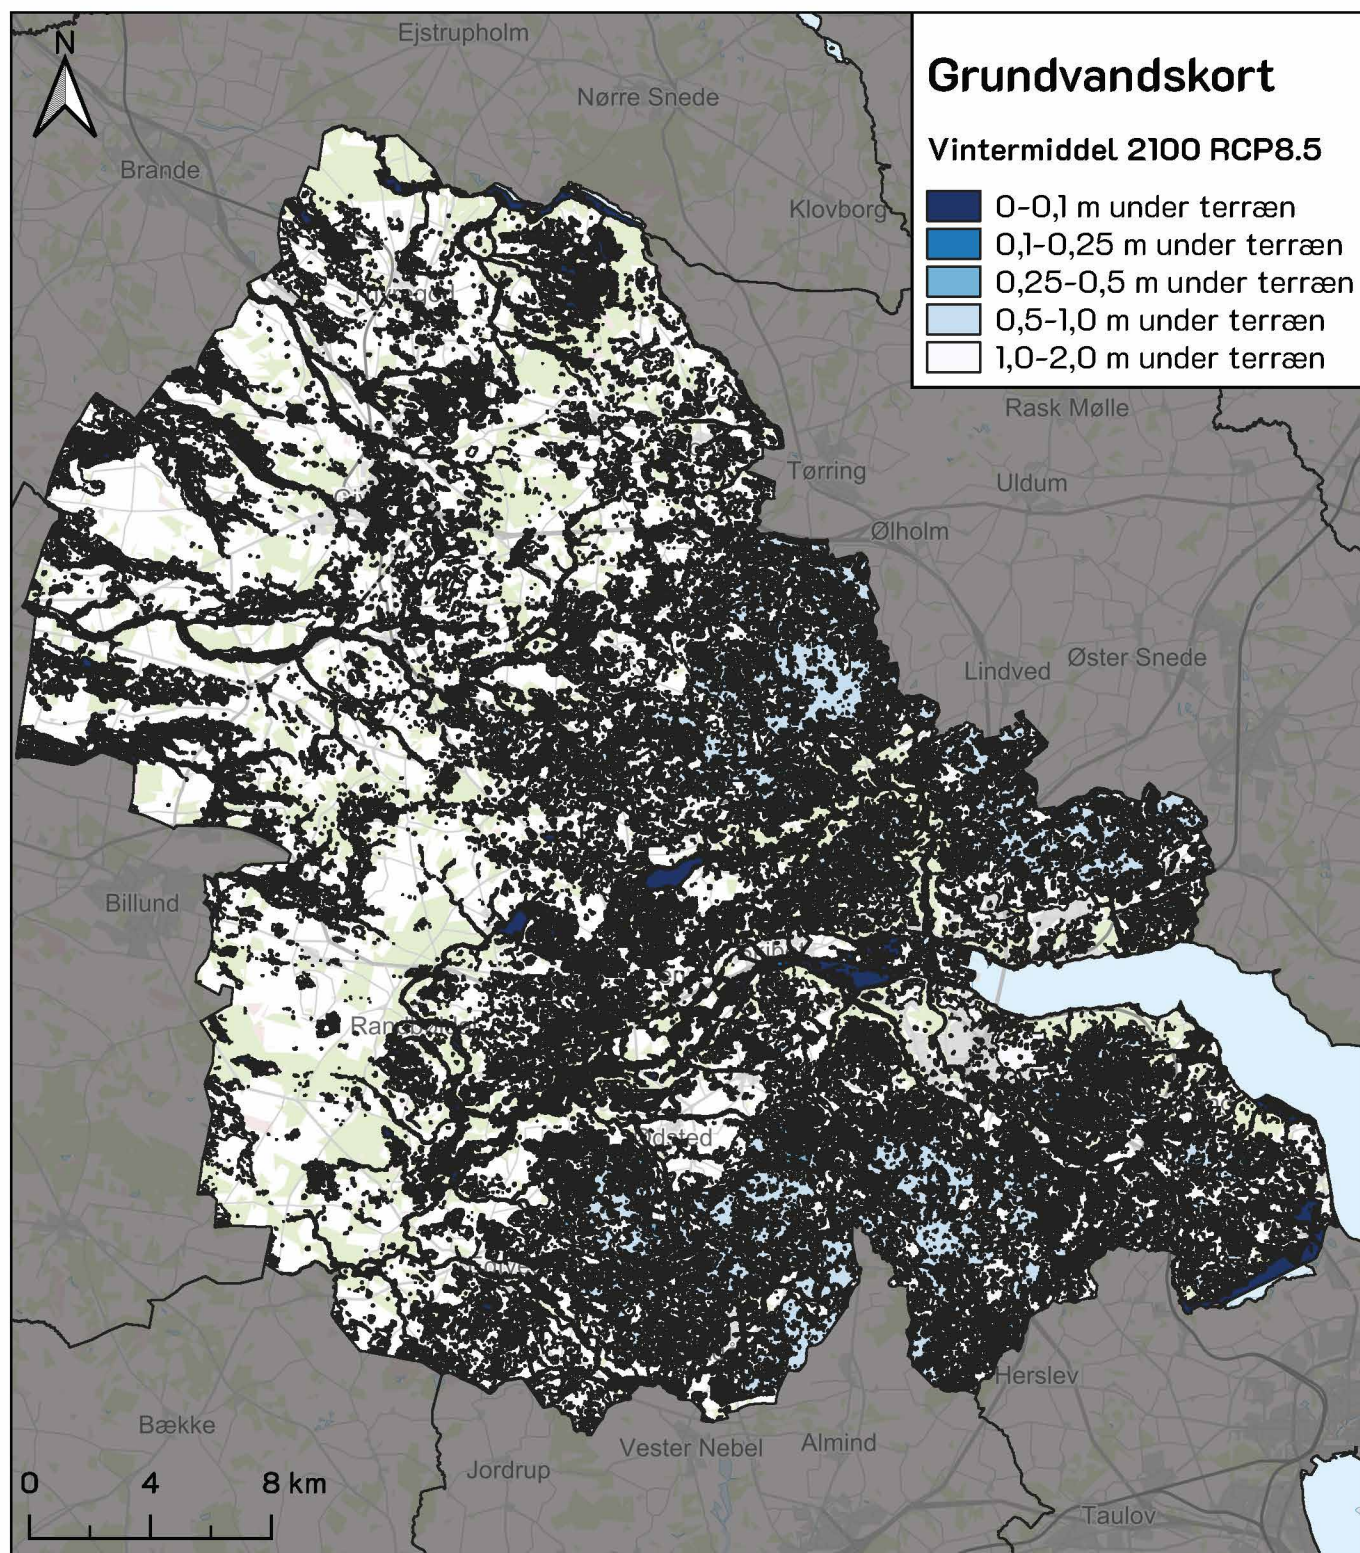 Grundvandskort
Vintermiddel 2100 RCP8.5
0-0,1 m under terræn
0,1-0,25 m under terræn
0,25-0,5 m under terræn
0,5-1,0 m under terræn
1,0-2,0 m under terræn
N
Ejstrupholm
Nørre Snede
Brande
Klovborg
Rask Mølle
Tørring
Uldum
Ølholm
Lindved
Øster Snede
Billund
Herslev
Bække
Vester Nebel
Almind
Jordrup
Taulov
0 4 8 km